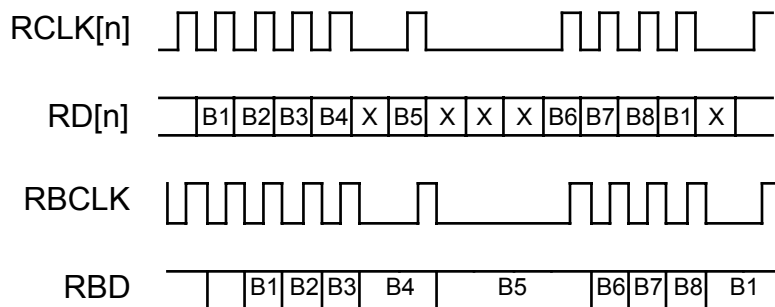 RCLK[n]
RD[n] B1 B2 B3 B4 X B5 X X X B6 B7 B8 B1 X
RBCLK
RBD B1 B2 B3 B4 B5 B6 B7 B8 B1